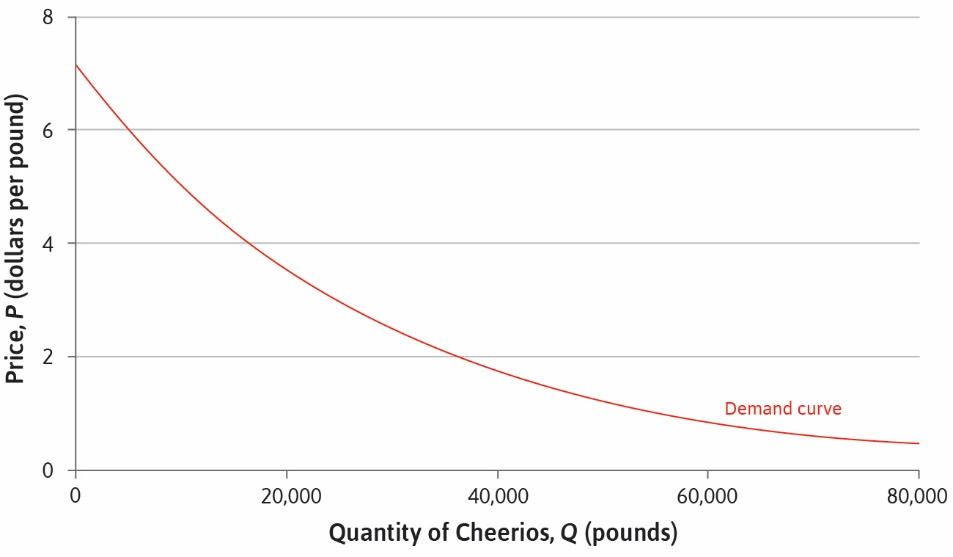 8
6
4
2
0
Price, P (dollars per pound)
Demand curve
0 20,000 40,000 60,000 80,000
Quantity of Cheerios, Q (pounds)